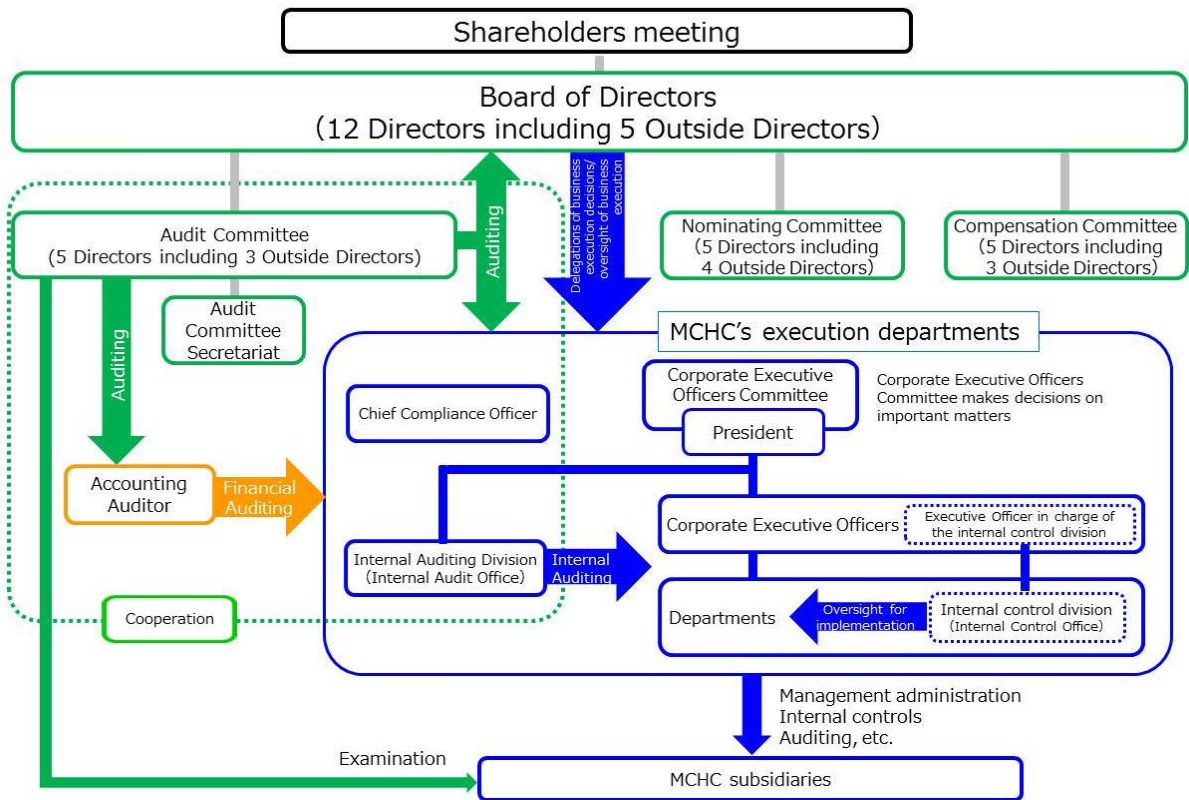 Shareholders meeting
Board of Directors
(12 Directors including 5 Outside Directors)
Auditing
Delegations of business
execution decisions/
oversight of business
execution
Audit Committee
(5 Directors including 3 Outside Directors)
Nominating Committee
(5 Directors including
4 Outside Directors)
Compensation Committee
(5 Directors including
3 Outside Directors)
Audit
Committee
Secretariat
Auditing
MCHC's execution departments
Chief Compliance Officer
Corporate Executive
Officers Committee
President
Corporate Executive Officers
Committee makes decisions on
important matters
Accounting
Auditor
Financial
Auditing
Corporate Executive Officers
Executive Officer in charge of
the internal control division
Internal Auditing Division
(Internal Audit Office)
Internal
Auditing
Departments
Oversight for
implementation
Internal control division
(Internal Control Office)
Cooperation
Management administration
Internal controls
Auditing, etc.
Examination
MCHC subsidiaries